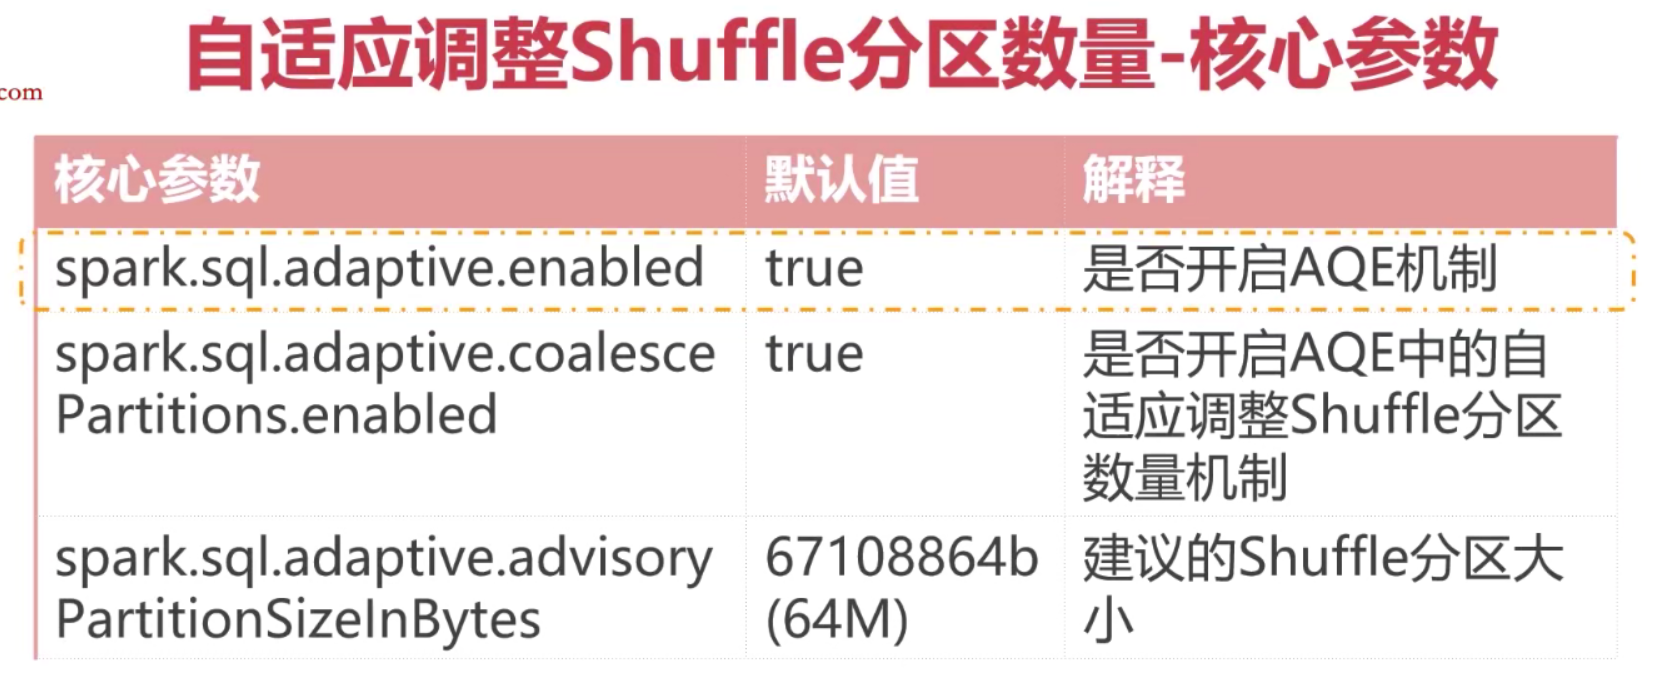 自适应调整Shuffle分区数量-核心参数
com
核心参数 默认值 解释
spark.sql.adaptive.enabled true 是否开启AQE机制
spark.sql.adaptive.coalesce true 是否开启AQE中的自
Partitions.enabled 适应调整Shuffle分区
数量机制
spark.sql.adaptive.advisory 67108864b 建议的Shuffle分区大
PartitionSizeInBytes (64M) 小